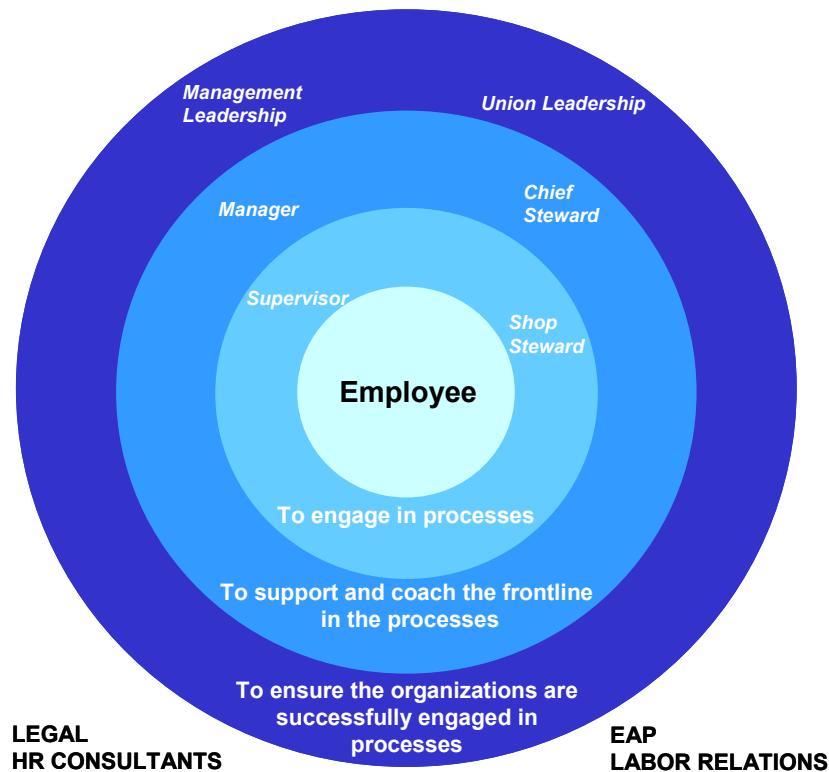 Management
Leadership
Union Leadership
Manager
Chief
Steward
Supervisor
Shop
Steward
Employee
To engage in processes
To support and coach the frontline
in the processes
To ensure the organizations are
successfully engaged in
processes
LEGAL
HR CONSULTANTS
EAP
LABOR RELATIONS